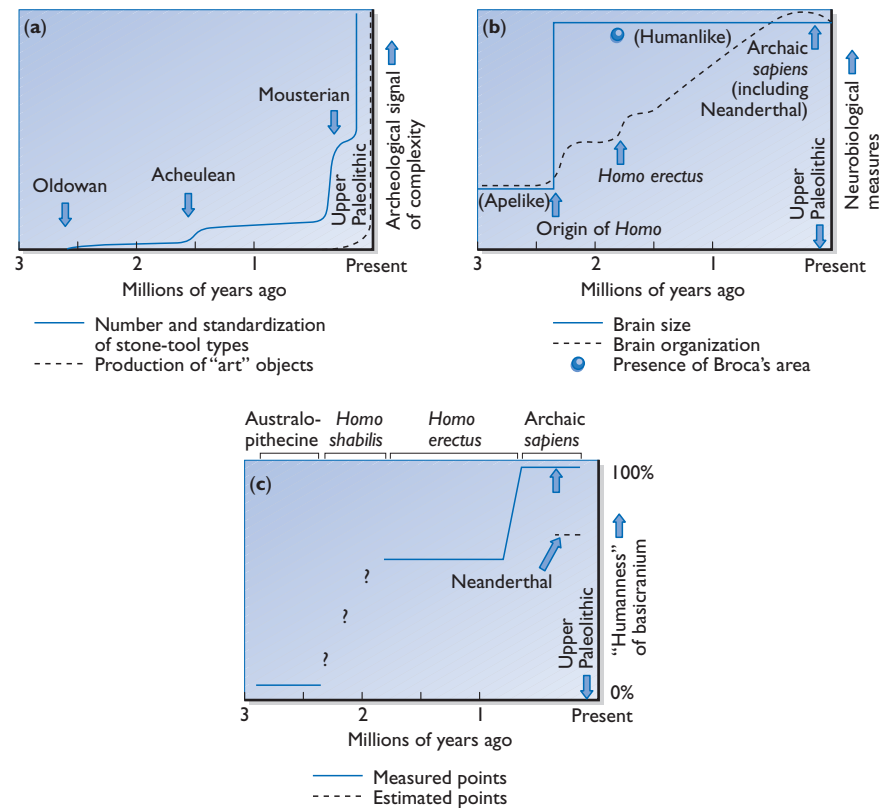 (a)
Mousterian
Oldowan
Acheulean
Upper
Paleolithic
Archeological signal
of complexity
3
2
1
Present
Millions of years ago
Number and standardization
of stone-tool types
Production of “art” objects
(b)
(Humanlike)
Archaic
sapiens
(including
Neanderthal)
Homo erectus
(Apelike)
Origin of Homo
Upper
Paleolithic
Neurobiological
measures
3
2
1
Present
Millions of years ago
Brain size
Brain organization
Presence of Broca’s area
Australo-
pithecine
Homo
shabilis
Homo
erectus
Archaic
sapiens
(c)
100%
?
?
?
Neanderthal
Upper
Paleolithic
“Humanness”
of basicranium
0%
3
2
1
Present
Millions of years ago
Measured points
Estimated points